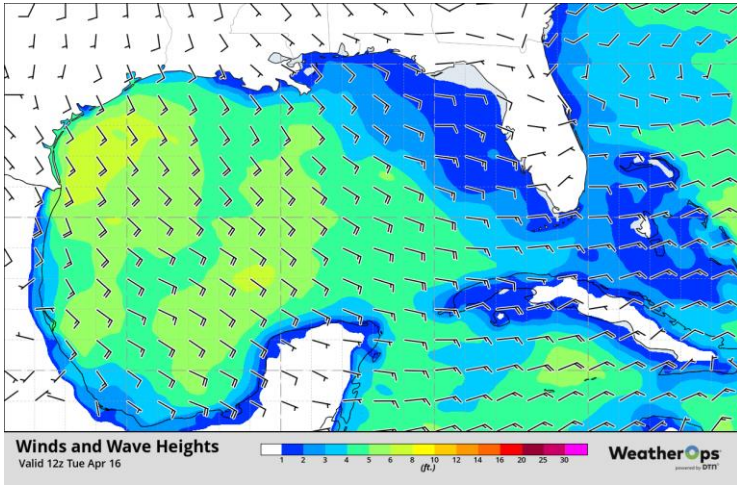 Winds and Wave Heights
Valid 12z Tue Apr 16
1 2 3 4 5 6 8 10 12 14 16 20 25 30
(ft.)
WeatherOps
powered by DTN